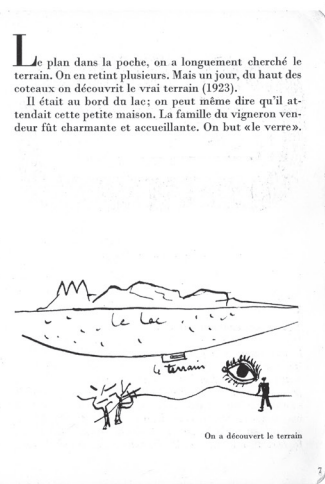 Le plan dans la poche, on a longuement cherché le
terrain. On en retint plusieurs. Mais un jour, du haut des
coteaux on découvrit le vrai terrain (1923).
Il était au bord du lac; on peut même dire qu'il at-
tendait cette petite maison. La famille du vigneron ven-
deur fût charmante et accueillante. On but «le verre».
le lac
le terrain
On a découvert le terrain
7